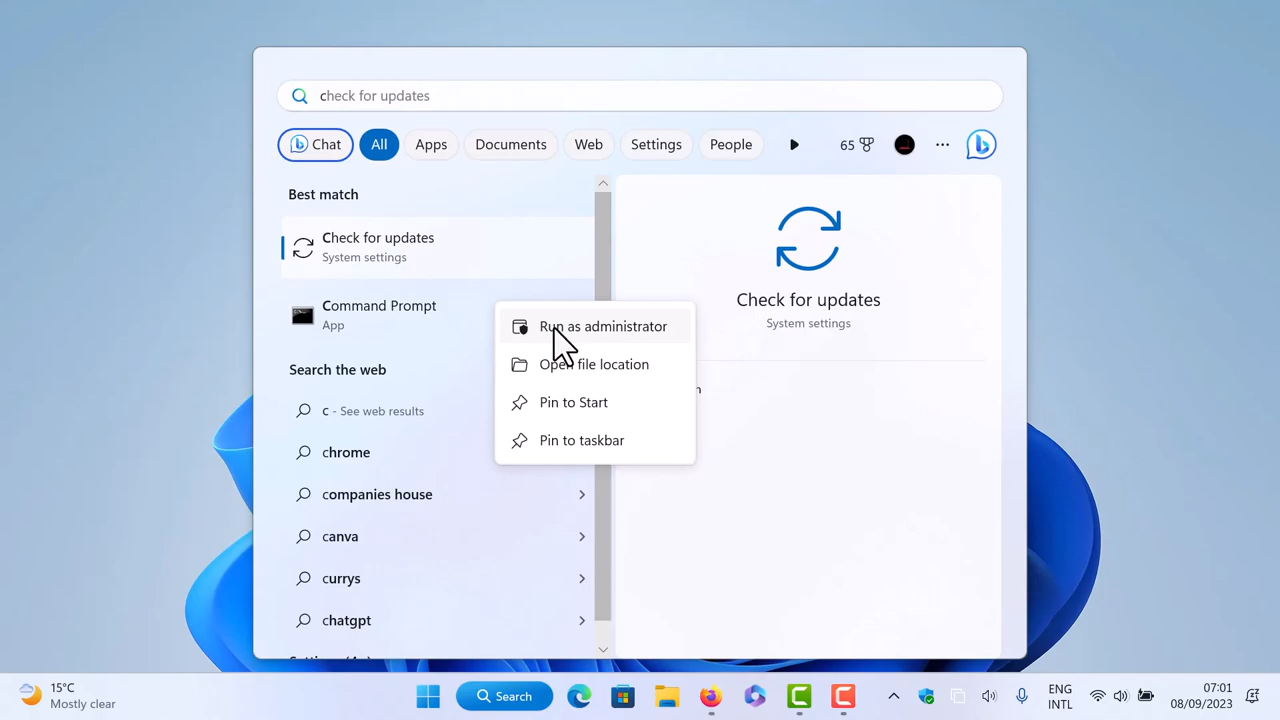 check for updates
Chat
All
Apps
Documents
Web
Settings
People
65
Best match
Check for updates
System settings
Command Prompt
App
Search the web
c - See web results
chrome
companies house
canva
currys
chatgpt
Run as administrator
Open file location
Pin to Start
Pin to taskbar
Check for updates
System settings
15°C
Mostly clear
Search
ENG
INTL
07:01
08/09/2023